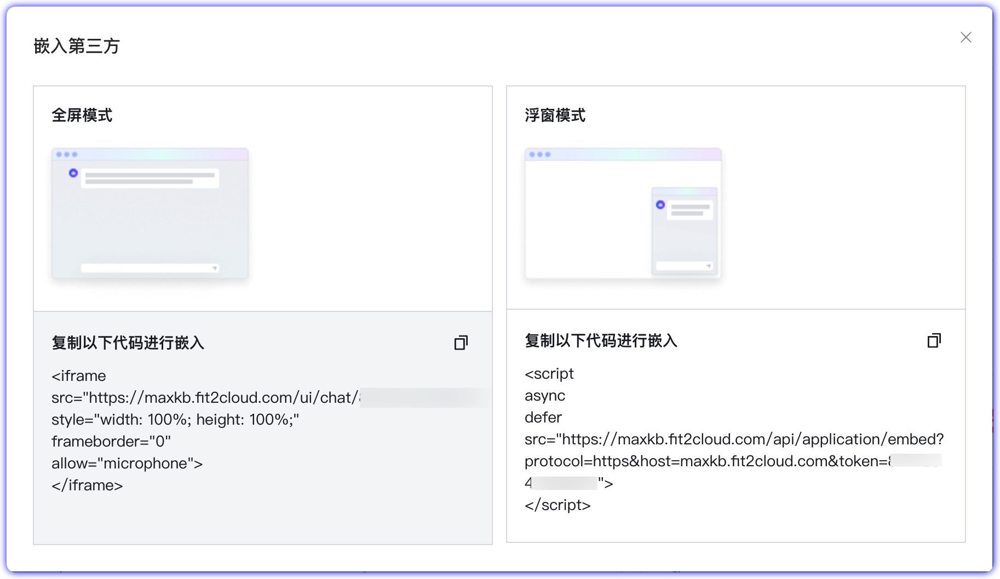 嵌入第三方
全屏模式
复制以下代码进行嵌入
<iframe
src="https://maxkb.fit2cloud.com/ui/chat/
style="width: 100%; height: 100%;"
frameborder="0"
allow="microphone">
</iframe>
浮窗模式
复制以下代码进行嵌入
<script
async
defer
src="https://maxkb.fit2cloud.com/api/application/embed?
protocol=https&host=maxkb.fit2cloud.com&token=
4 ">
</script>